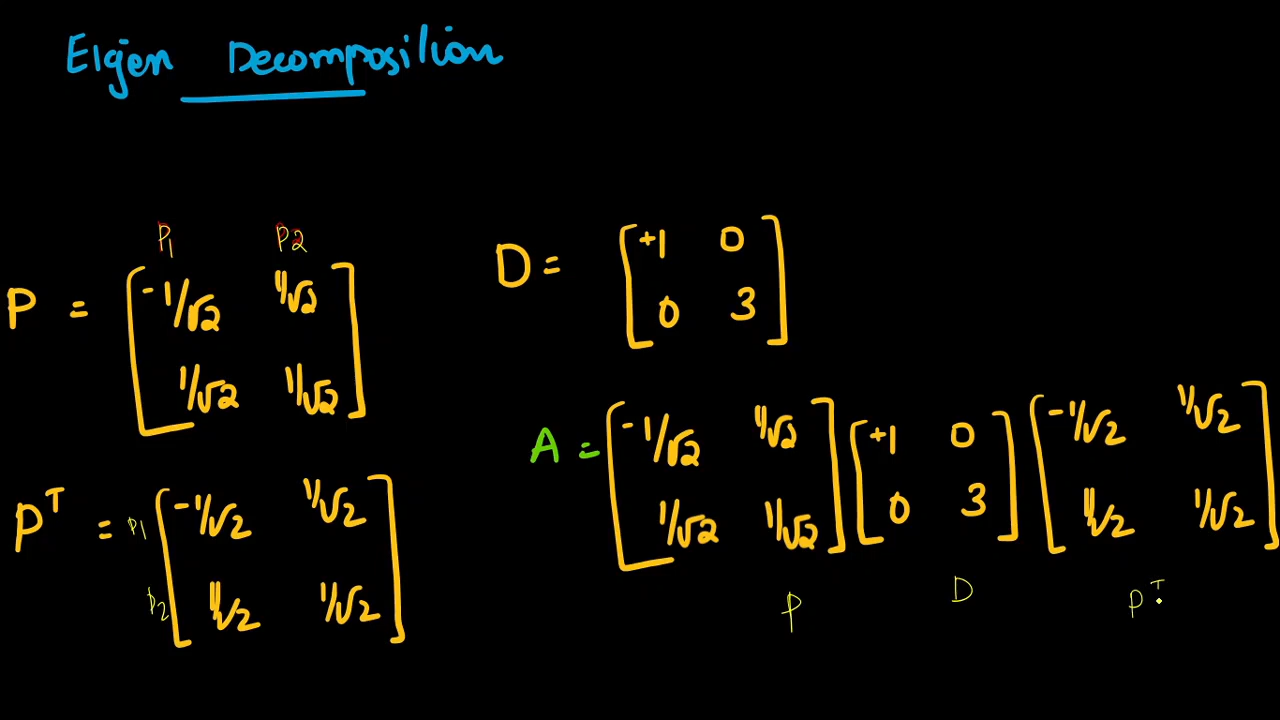 Eigen Decomposition
P1 P2
P = [ -1/√2 1/√2
1/√2 1/√2 ]
D = [ +1 0
0 3 ]
A = [ -1/√2 1/√2 ] [ +1 0 ] [ -1/√2 1/√2 ]
[ 1/√2 1/√2 ] [ 0 3 ] [ 1/√2 1/√2 ]
P D P^T
P^T = P1 [ -1/√2 1/√2
P2 1/√2 1/√2 ]